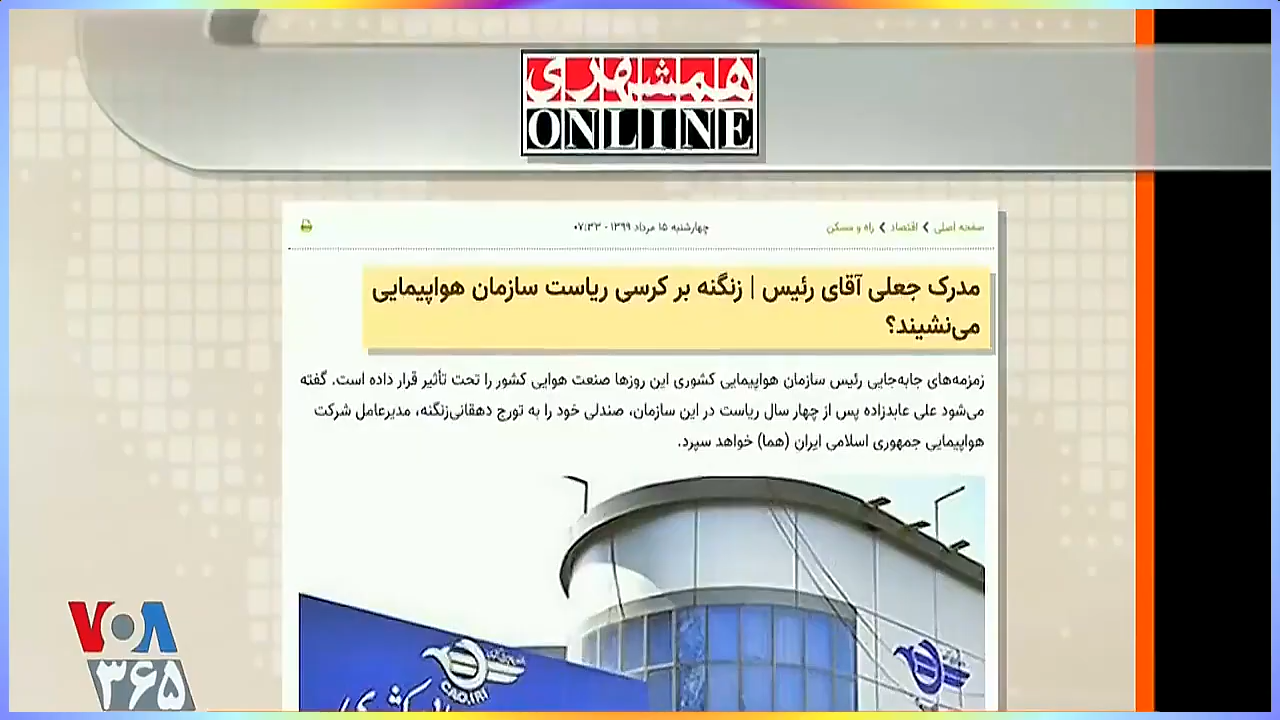 همشهری
ONLINE
صفحه اصلی › اقتصاد › راه و مسکن
چهارشنبه ۱۵ مرداد ۱۳۹۹ - ۰۷:۳۳
مدرک جعلی آقای رئیس | زنگنه بر کرسی ریاست سازمان هواپیمایی
می‌نشیند؟
زمزمه‌های جابه‌جایی رئیس سازمان هواپیمایی کشوری این روزها صنعت هوایی کشور را تحت تأثیر قرار داده است. گفته
می‌شود علی عابدزاده پس از چهار سال ریاست در این سازمان، صندلی خود را به تورج دهقانی‌زنگنه، مدیرعامل شرکت
هواپیمایی جمهوری اسلامی ایران (هما) خواهد سپرد.
CAO.IRI
VOA
۳۶۵